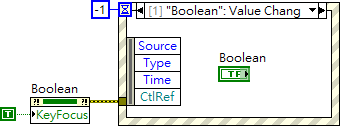 -1
[1] "Boolean": Value Chang
Source
Type
Time
CtlRef
Boolean
TF
Boolean
?!
?!
T
KeyFocus